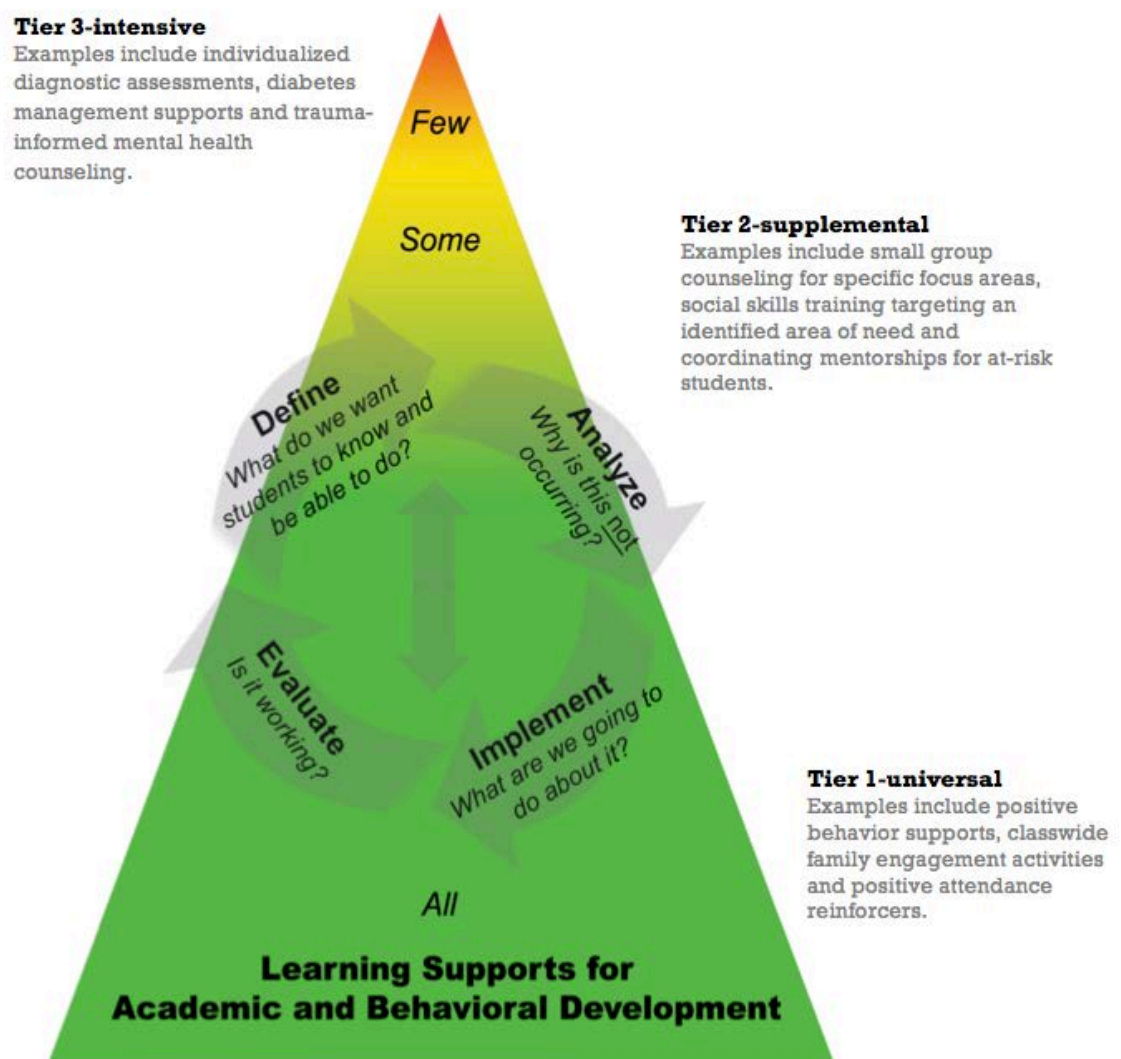 Tier 3-intensive
Examples include individualized
diagnostic assessments, diabetes
management supports and trauma-
informed mental health
counseling.
Few
Some
Tier 2-supplemental
Examples include small group
counseling for specific focus areas,
social skills training targeting an
identified area of need and
coordinating mentorships for at-risk
students.
Define
What do we want
students to know and
be able to do?
Analyze
Why is this not
occurring?
Implement
What are we going to
do about it?
Evaluate
Is it working?
Tier 1-universal
Examples include positive
behavior supports, classwide
family engagement activities
and positive attendance
reinforcers.
All
Learning Supports for
Academic and Behavioral Development